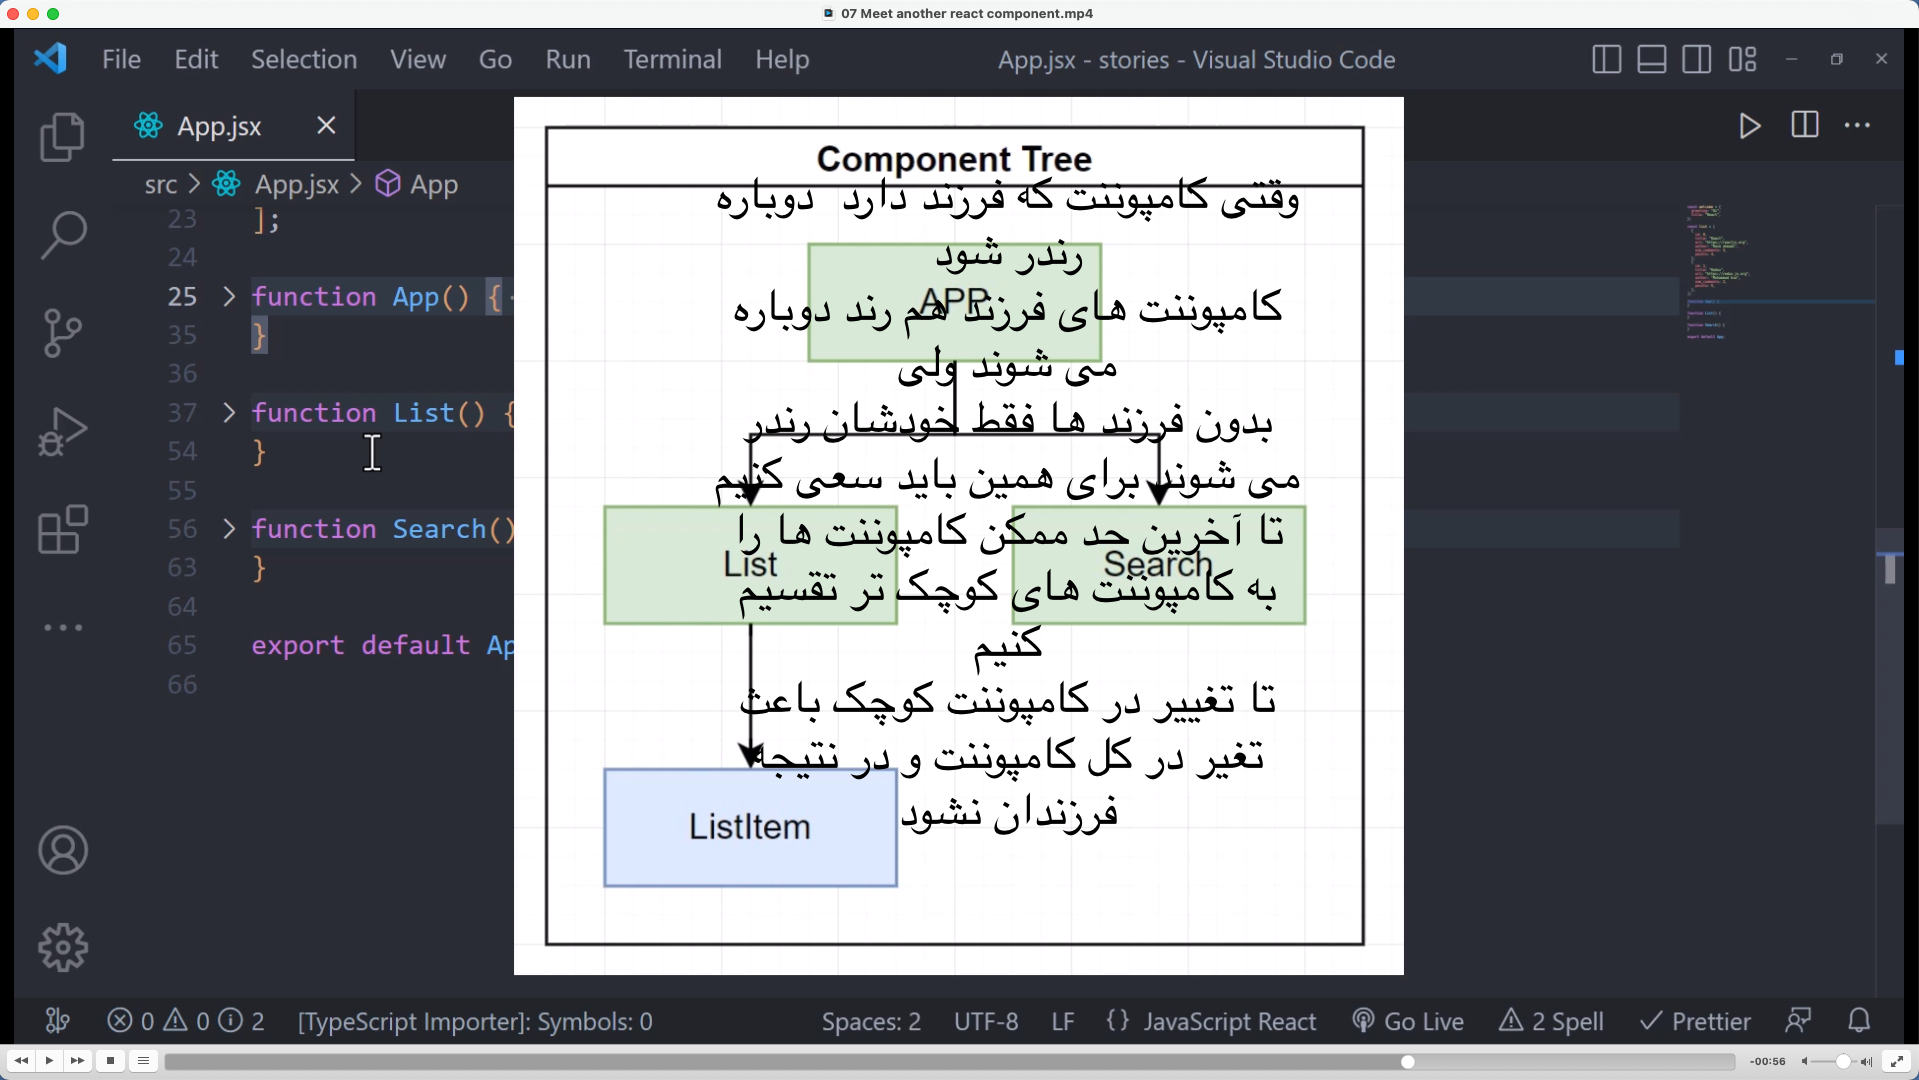 07 Meet another react component.mp4
File Edit Selection View Go Run Terminal Help
App.jsx - stories - Visual Studio Code
App.jsx
src > App.jsx > App
23 ];
24
25 function App() {
35 }
36
37 function List() {
54 }
55
56 function Search()
63 }
64
65 export default Ap
66
Component Tree
وقتی کامپوننت که فرزند دارد دوباره
رندر شود
APP
کامپوننت های فرزند هم رند دوباره
می شوند ولی
بدون فرزند ها فقط خودشان رندر
می شوند برای همین باید سعی کنیم
تا آخرین حد ممکن کامپوننت ها را
List
Search
به کامپوننت های کوچک تر تقسیم
کنیم
تا تغییر در کامپوننت کوچک باعث
تغیر در کل کامپوننت و در نتیجه
فرزندان نشود
ListItem
0 0 2 [TypeScript Importer]: Symbols: 0
Spaces: 2 UTF-8 LF {} JavaScript React Go Live 2 Spell Prettier
-00:56